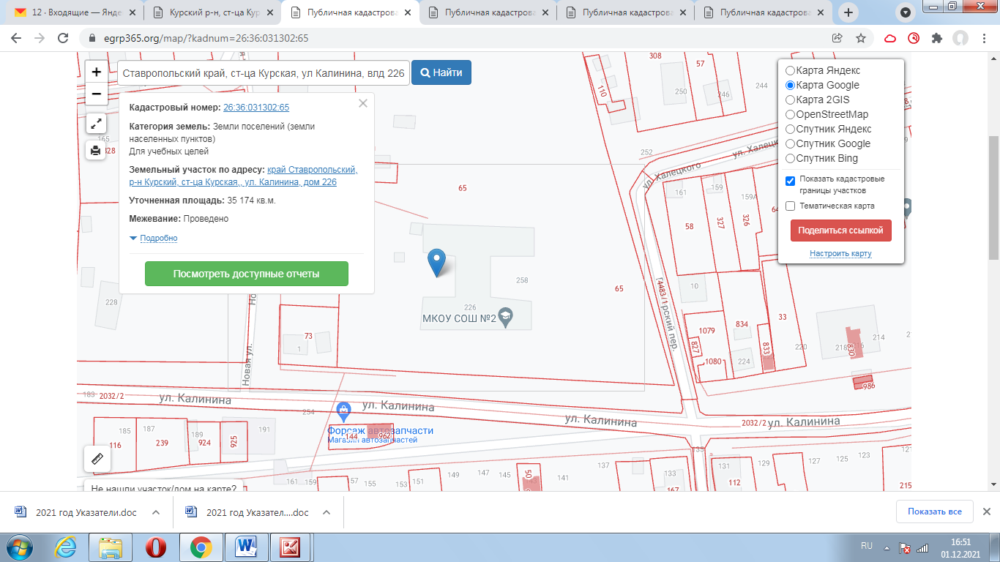 12 · Входящие — Янде
Курский р-н, ст-ца Кур
Публичная кадастрова
Публичная кадастрова
Публичная кадастрова
Публичная кадастрова
egrp365.org/map/?kadnum=26:36:031302:65
+
−
Ставропольский край, ст-ца Курская, ул Калинина, влд 226
Найти
Кадастровый номер: 26:36:031302:65
Категория земель: Земли поселений (земли
населенных пунктов)
Для учебных целей
Земельный участок по адресу: край Ставропольский,
р-н Курский, ст-ца Курская,, ул. Калинина, дом 226
Уточненная площадь: 35 174 кв.м.
Межевание: Проведено
Подробно
Посмотреть доступные отчеты
Карта Яндекс
Карта Google
Карта 2GIS
OpenStreetMap
Спутник Яндекс
Спутник Google
Спутник Bing
Показать кадастровые
границы участков
Тематическая карта
Поделиться ссылкой
Настроить карту
308
57
110
250
246
244
252
ул. Халецкого
165
328
65
161
159
159А
58
327
326
258
65
10
226
МКОУ СОШ №2
228
73
1
Новая ул.
4483/1
рский пер.
1079
827
1080
834
833
224
33
220
218
830
214
986
183
2032/2
ул. Калинина
254
ул. Калинина
ул. Калинина
2032/2
ул. Калинина
Форсаж автозапчасти
Магазин автозапчастей
144
962
185
187
189
191
116
239
924
925
161
159
157
155
153
151
149
147
145
50
141
137
133
167
135
131
112
129
127
125
123
121
215
Не нашли участок/дом на карте?
2021 год Указатели.doc
2021 год Указател....doc
Показать все
RU
16:51
01.12.2021